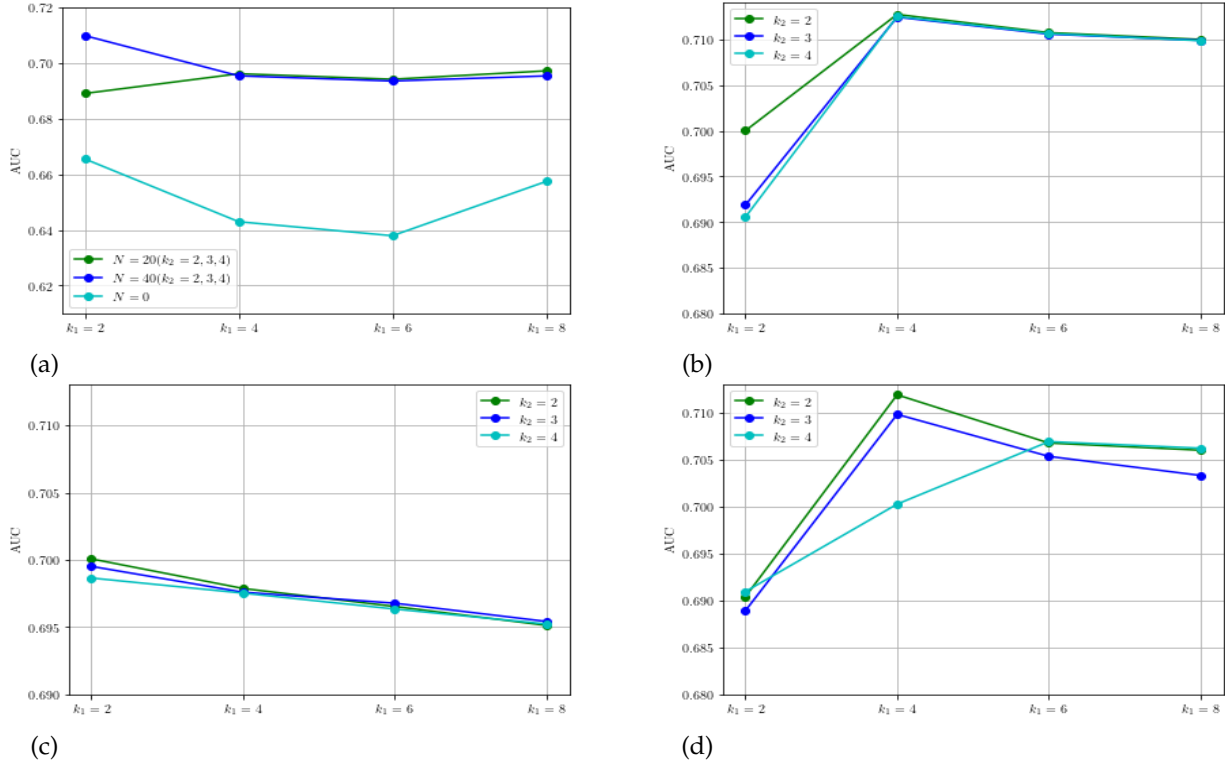 0.72
0.70
0.68
0.66
0.64
0.62
AUC
N = 20(k₂ = 2, 3, 4)
N = 40(k₂ = 2, 3, 4)
N = 0
k₁ = 2
k₁ = 4
k₁ = 6
k₁ = 8
(a)
k₂ = 2
k₂ = 3
k₂ = 4
0.710
0.705
0.700
0.695
0.690
0.685
0.680
AUC
k₁ = 2
k₁ = 4
k₁ = 6
k₁ = 8
(b)
k₂ = 2
k₂ = 3
k₂ = 4
0.710
0.705
0.700
0.695
0.690
AUC
k₁ = 2
k₁ = 4
k₁ = 6
k₁ = 8
(c)
k₂ = 2
k₂ = 3
k₂ = 4
0.710
0.705
0.700
0.695
0.690
0.685
0.680
AUC
k₁ = 2
k₁ = 4
k₁ = 6
k₁ = 8
(d)